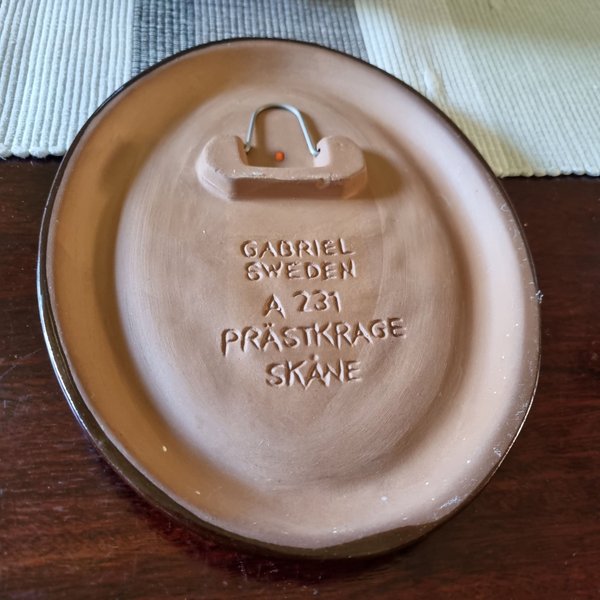 GABRIEL
SWEDEN
A 231
PRÄSTKRAGE
SKÅNE